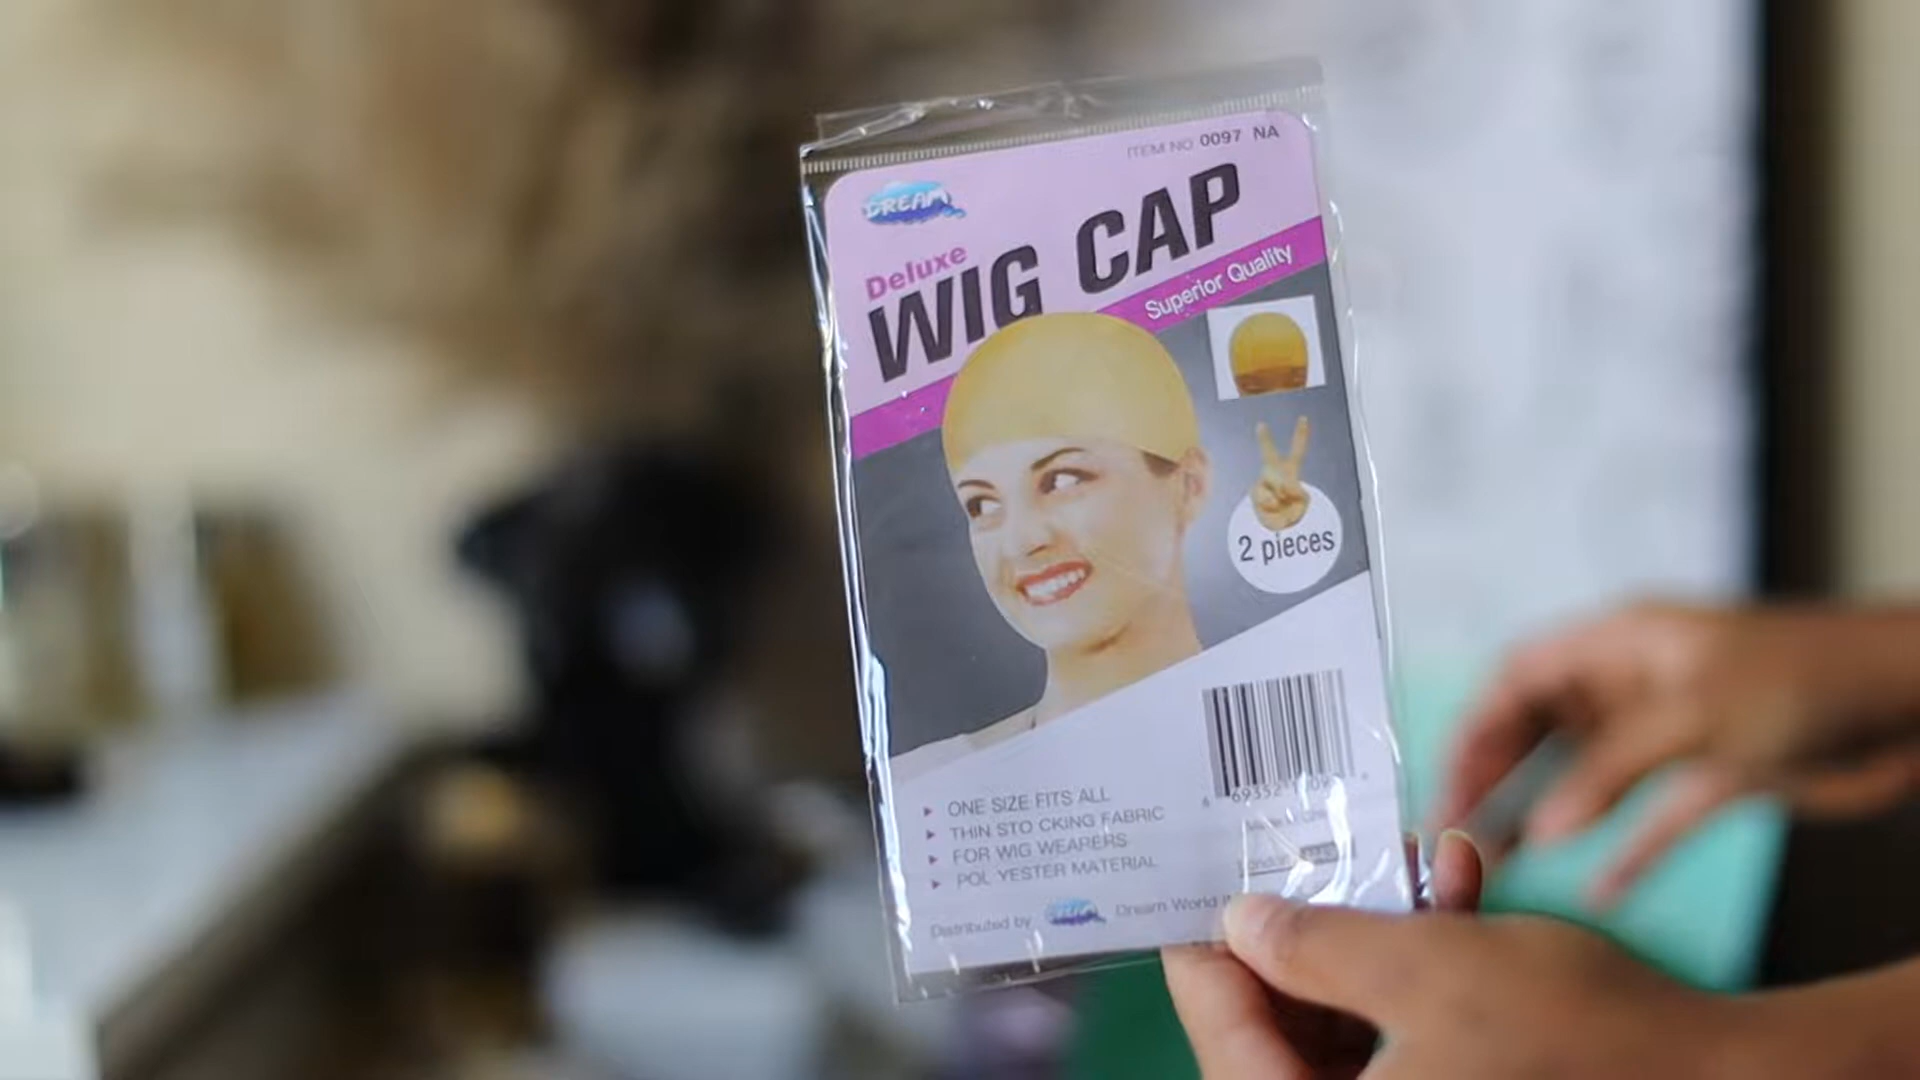 ITEM NO 0097 NA
DREAM
Deluxe
WIG CAP
Superior Quality
2 pieces
ONE SIZE FITS ALL
THIN STO CKING FABRIC
FOR WIG WEARERS
POL YESTER MATERIAL
Distributed by
Dream World